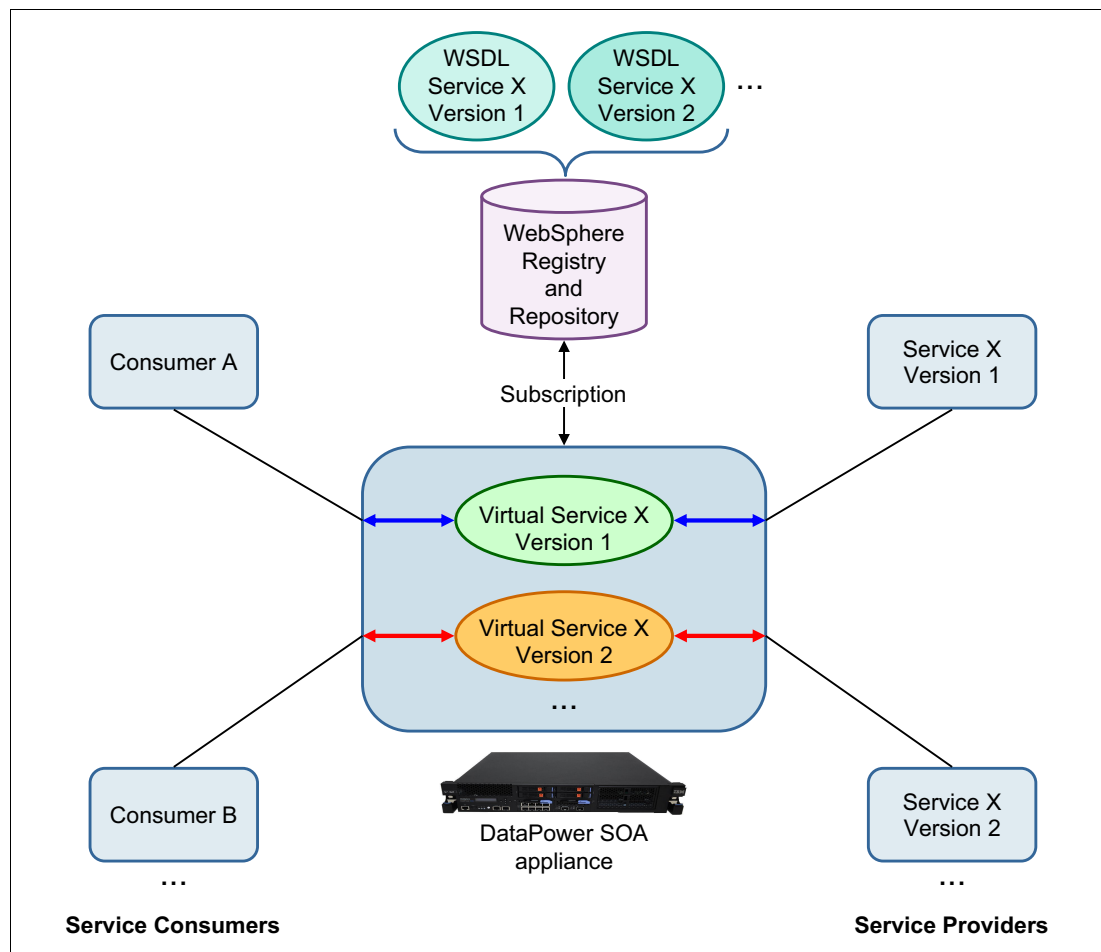 WSDL
Service X
Version 1
WSDL
Service X
Version 2
...
WebSphere
Registry
and
Repository
Consumer A
Service X
Version 1
Subscription
Virtual Service X
Version 1
Virtual Service X
Version 2
...
Consumer B
Service X
Version 2
DataPower SOA
appliance
...
...
Service Consumers
Service Providers